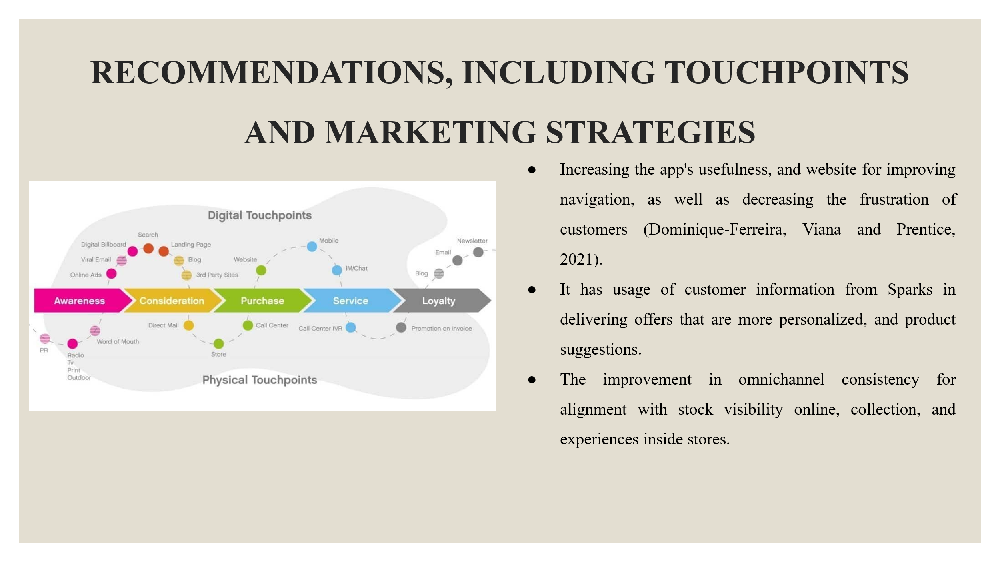 RECOMMENDATIONS, INCLUDING TOUCHPOINTS
AND MARKETING STRATEGIES
Digital Touchpoints
Search
Digital Billboard
Landing Page
Viral Email
Blog
Online Ads
3rd Party Sites
Website
Mobile
IM/Chat
Newsletter
Email
Blog
Awareness
Consideration
Purchase
Service
Loyalty
PR
Radio
Tv
Print
Outdoor
Word of Mouth
Direct Mail
Store
Call Center
Call Center IVR
Promotion on invoice
Physical Touchpoints
● Increasing the app's usefulness, and website for improving
navigation, as well as decreasing the frustration of
customers (Dominique-Ferreira, Viana and Prentice,
2021).
● It has usage of customer information from Sparks in
delivering offers that are more personalized, and product
suggestions.
● The improvement in omnichannel consistency for
alignment with stock visibility online, collection, and
experiences inside stores.